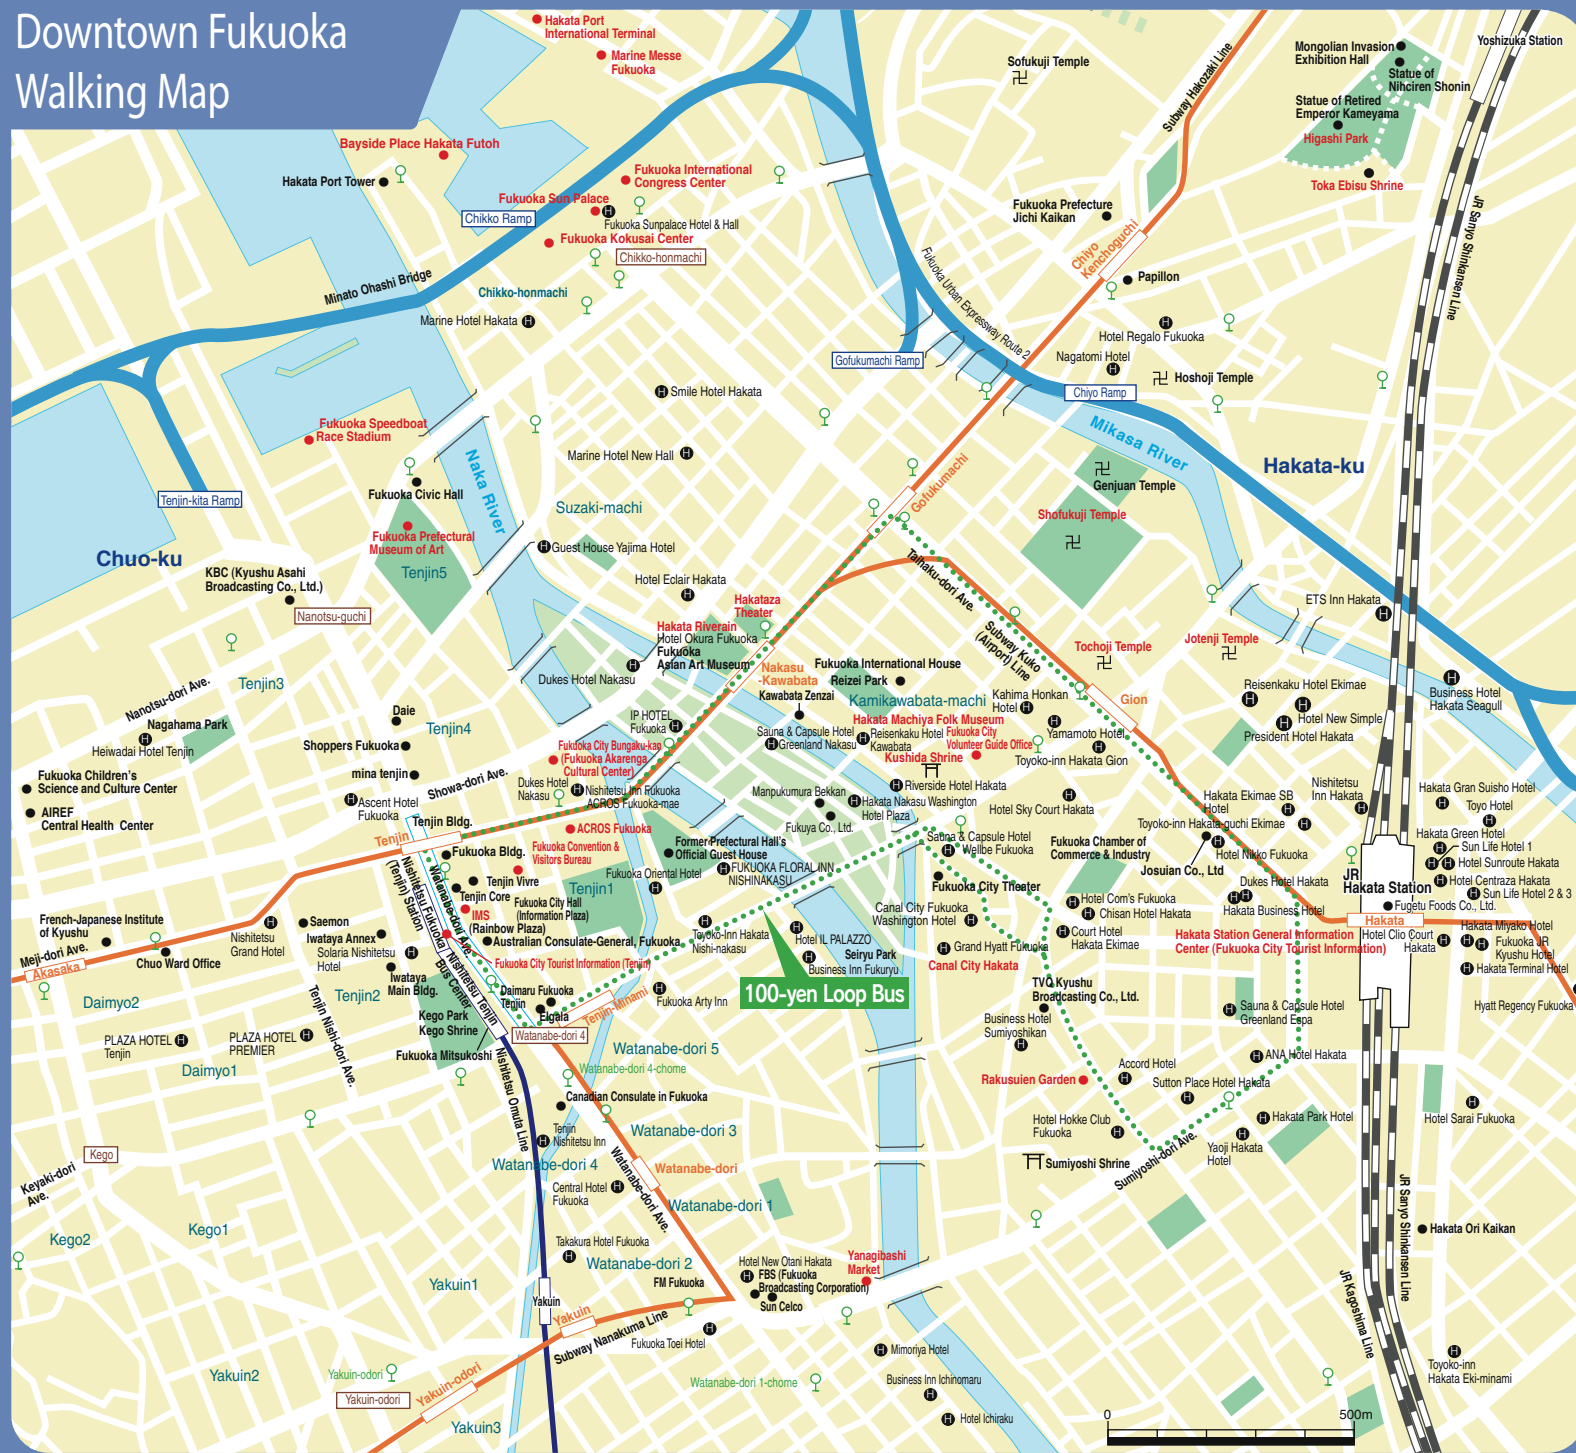 Downtown Fukuoka
Walking Map
Hakata Port
International Terminal
Marine Messe
Fukuoka
Bayside Place Hakata Futoh
Hakata Port Tower
Fukuoka International
Congress Center
Fukuoka Sun Palace
Chikko Ramp
Fukuoka Sunpalace Hotel & Hall
Fukuoka Kokusai Center
Chikko-honmachi
Chikko-honmachi
Minato Ohashi Bridge
Marine Hotel Hakata
Sofukuji Temple
Subway Hakozaki Line
Mongolian Invasion
Exhibition Hall
Statue of
Nihciren Shonin
Statue of Retired
Emperor Kameyama
Higashi Park
Toka Ebisu Shrine
Yoshizuka Station
JR Sanyo Shinkansen Line
Fukuoka Prefecture
Jichi Kaikan
Chiyo
Kenchoguchi
Papillon
Fukuoka Urban Expressway Route 2
Hotel Regalo Fukuoka
Nagatomi Hotel
Hoshoji Temple
Gofukumachi Ramp
Chiyo Ramp
Smile Hotel Hakata
Fukuoka Speedboat
Race Stadium
Mikasa River
Marine Hotel New Hall
Naka River
Hakata-ku
Tenjin-kita Ramp
Fukuoka Civic Hall
Gofukumachi
Genjuan Temple
Suzaki-machi
Shofukuji Temple
Fukuoka Prefectural
Museum of Art
Tenjin5
Guest House Yajima Hotel
Chuo-ku
KBC (Kyushu Asahi
Broadcasting Co., Ltd.)
Nanotsu-guchi
Taihaku-dori Ave.
Hotel Eclair Hakata
Hakataza
Theater
Hakata Riverain
Hotel Okura Fukuoka
Fukuoka
Asian Art Museum
ETS Inn Hakata
Subway Kuko
(Airport) Line
Tochoji Temple
Jotenji Temple
Nakasu
-Kawabata
Fukuoka International House
Reizei Park
Dukes Hotel Nakasu
Kawabata Zenzai
Kamikawabata-machi
Kahima Honkan
Hotel
Gion
Reisenkaku Hotel Ekimae
Business Hotel
Hakata Seagull
Tenjin3
Nanotsu-dori Ave.
Nagahama Park
Heiwadai Hotel Tenjin
Daie
Tenjin4
Shoppers Fukuoka
IP HOTEL
Fukuoka
Hakata Machiya Folk Museum
Sauna & Capsule Hotel
Greenland Nakasu
Reisenkaku Hotel
Kawabata
Fukuoka City
Volunteer Guide Office
Kushida Shrine
Yamamoto Hotel
Toyoko-inn Hakata Gion
Hotel New Simple
President Hotel Hakata
Fukuoka City Bungaku-kan
(Fukuoka Akarenga
Cultural Center)
Fukuoka Children's
Science and Culture Center
mina tenjin
Showa-dori Ave.
Dukes Hotel
Nakasu
Nishitetsu Inn Fukuoka
ACROS Fukuoka-mae
Manpukumura Bekkan
Riverside Hotel Hakata
Hakata Nakasu Washington
Hotel Plaza
Hotel Sky Court Hakata
Nishitetsu
Inn Hakata
Hakata Gran Suisho Hotel
Hakata Ekimae SB
Hotel
Toyo Hotel
AIREF
Central Health Center
Ascent Hotel
Fukuoka
Tenjin Bldg.
Tenjin
ACROS Fukuoka
Fukuya Co., Ltd.
Toyoko-inn Hakata-guchi Ekimae
Hakata Green Hotel
Sun Life Hotel 1
Fukuoka Bldg.
Fukuoka Convention &
Visitors Bureau
Former Prefectural Hall's
Official Guest House
Sauna & Capsule Hotel
Wellbe Fukuoka
Fukuoka Chamber of
Commerce & Industry
Hotel Nikko Fukuoka
Hotel Sunroute Hakata
FUKUOKA FLORAL INN
NISHINAKASU
Fukuoka Oriental Hotel
Josuian Co., Ltd
JR
Hakata Station
Hotel Centraza Hakata
Tenjin Vivre
Tenjin Core
Tenjin1
Fukuoka City Theater
Dukes Hotel Hakata
Sun Life Hotel 2 & 3
Fukuoka City Hall
(Information Plaza)
IMS
(Rainbow Plaza)
Hotel Com's Fukuoka
Chisan Hotel Hakata
Hakata Business Hotel
Fugetu Foods Co., Ltd.
French-Japanese Institute
of Kyushu
Saemon
Nishitetsu
Grand Hotel
Iwataya Annex
Solaria Nishitetsu
Hotel
Nishitetsu Fukuoka
(Tenjin) Station
Watanabe-dori Ave
Australian Consulate-General, Fukuoka
Toyoko-Inn Hakata
Nishi-nakasu
Canal City Fukuoka
Washington Hotel
Hakata
Hakata Miyako Hotel
Court Hotel
Hakata Ekimae
Hotel Clio Court
Hakata
Hakata Station General Information
Center (Fukuoka City Tourist Information)
Fukuoka JR
Kyushu Hotel
Meji-dori Ave.
Akasaka
Chuo Ward Office
Iwataya
Main Bldg.
Fukuoka City Tourist Information (Tenjin)
Hotel IL PALAZZO
Seiryu Park
Business Inn Fukuryu
Grand Hyatt Fukuoka
Canal City Hakata
Hakata Terminal Hotel
Hyatt Regency Fukuoka
Daimyo2
Tenjin2
Tenjin Nishi-dori Ave.
Nishitetsu Tenjin
Bus Center
Daimaru Fukuoka
Tenjin
Elgala
100-yen Loop Bus
Fukuoka Arty Inn
TVQ Kyushu
Broadcasting Co., Ltd.
Kego Park
Kego Shrine
Tenjin-Minami
Watanabe-dori 4
Business Hotel
Sumiyoshikan
Sauna & Capsule Hotel
Greenland Espa
PLAZA HOTEL
Tenjin
PLAZA HOTEL
PREMIER
Fukuoka Mitsukoshi
Watanabe-dori 5
ANA Hotel Hakata
Daimyo1
Watanabe-dori 4-chome
Accord Hotel
Rakusuien Garden
Sutton Place Hotel Hakata
Nishitetsu Omuta Line
Canadian Consulate in Fukuoka
Hotel Hokke Club
Fukuoka
Hakata Park Hotel
Hotel Sarai Fukuoka
Tenjin
Nishitetsu Inn
Watanabe-dori 3
Yaoji Hakata
Hotel
Sumiyoshi-dori Ave.
Kego
Watanabe-dori 4
Watanabe-dori
Watanabe-dori Ave.
Sumiyoshi Shrine
Keyaki-dori
Ave.
Central Hotel
Fukuoka
Watanabe-dori 1
JR Sanyo Shinkansen Line
Kego1
Kego2
Hakata Ori Kaikan
Takakura Hotel Fukuoka
Watanabe-dori 2
Hotel New Otani Hakata
Yanagibashi
Market
Yakuin1
FM Fukuoka
FBS (Fukuoka
Broadcasting Corporation)
Sun Celco
Yakuin
Yakuin
Subway Nanakuma Line
Fukuoka Toei Hotel
JR Kagoshima Line
Mimoriya Hotel
Toyoko-inn
Hakata Eki-minami
Yakuin2
Yakuin-odori
Yakuin-odori
Yakuin-odori
Watanabe-dori 1-chome
Business Inn Ichinomaru
Yakuin3
Hotel Ichiraku
0
500m